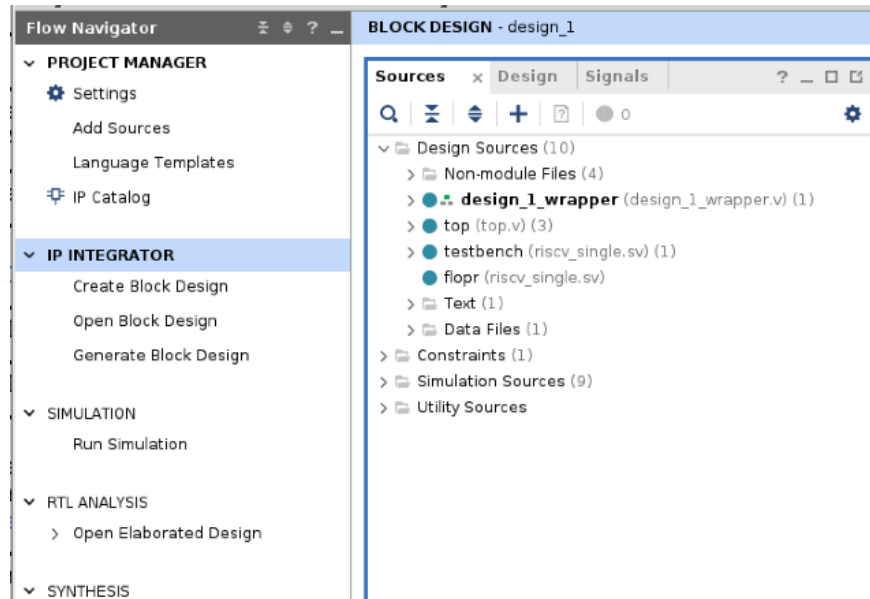 Flow Navigator ?
PROJECT MANAGER
Settings
Add Sources
Language Templates
IP Catalog
IP INTEGRATOR
Create Block Design
Open Block Design
Generate Block Design
SIMULATION
Run Simulation
RTL ANALYSIS
Open Elaborated Design
SYNTHESIS
BLOCK DESIGN - design_1
Sources x Design Signals ?
? 0
Design Sources (10)
Non-module Files (4)
design_1_wrapper (design_1_wrapper.v) (1)
top (top.v) (3)
testbench (riscv_single.sv) (1)
flopr (riscv_single.sv)
Text (1)
Data Files (1)
Constraints (1)
Simulation Sources (9)
Utility Sources